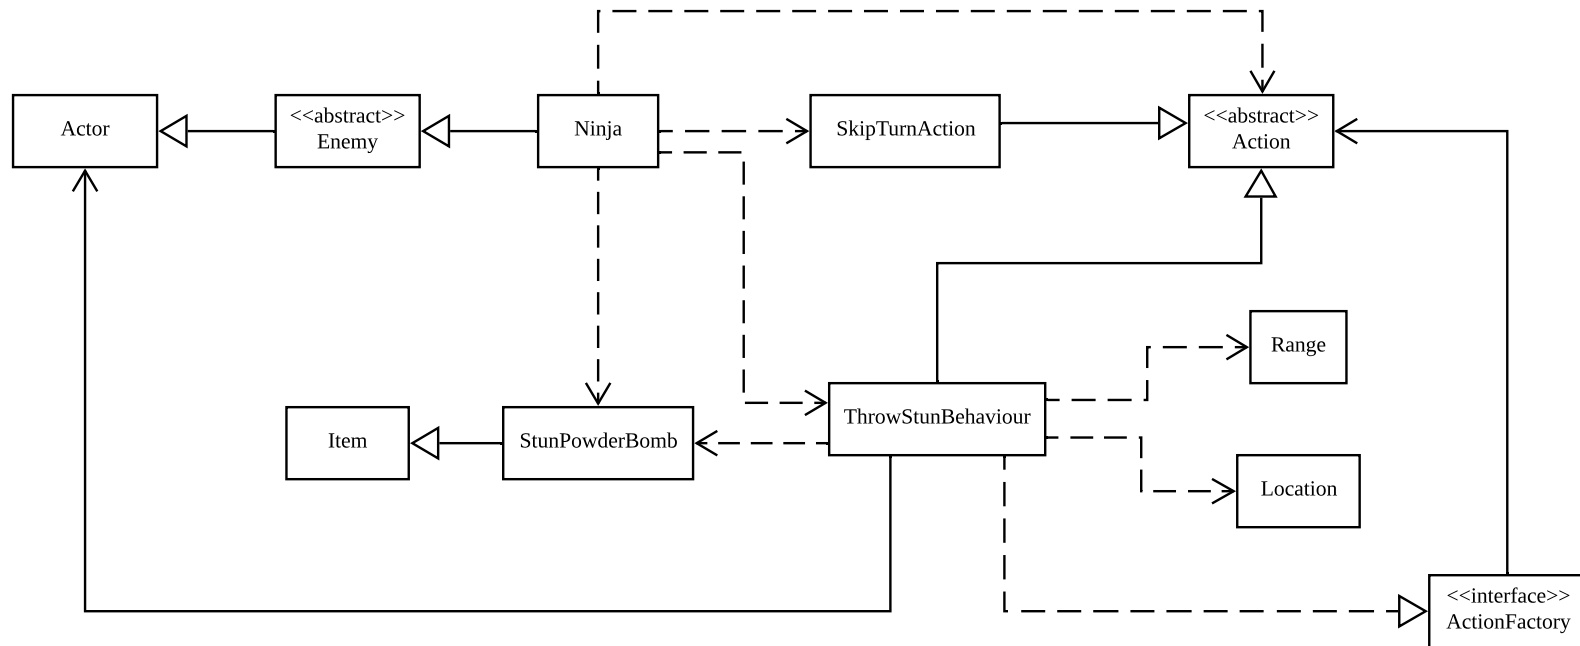 Actor
<<abstract>>
Enemy
Ninja
SkipTurnAction
<<abstract>>
Action
Range
Item
StunPowderBomb
ThrowStunBehaviour
Location
<<interface>>
ActionFactory